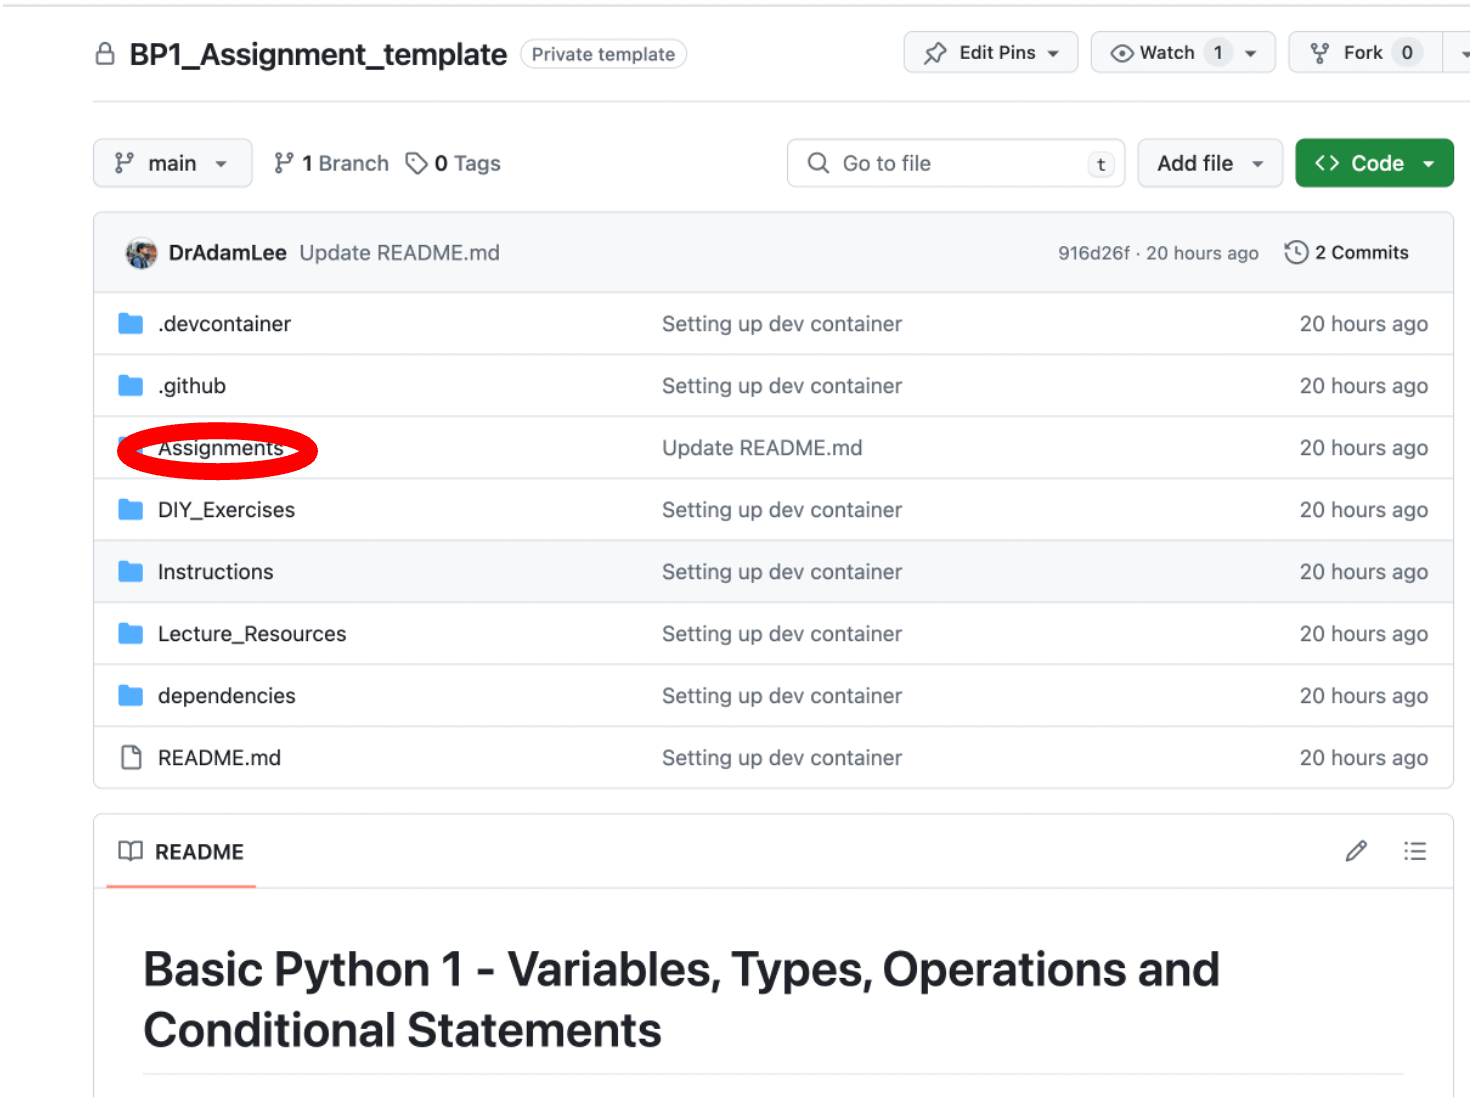 BP1_Assignment_template Private template Edit Pins Watch 1 Fork 0
main 1 Branch 0 Tags Go to file t Add file Code
DrAdamLee Update README.md 916d26f · 20 hours ago 2 Commits
.devcontainer Setting up dev container 20 hours ago
.github Setting up dev container 20 hours ago
Assignments Update README.md 20 hours ago
DIY_Exercises Setting up dev container 20 hours ago
Instructions Setting up dev container 20 hours ago
Lecture_Resources Setting up dev container 20 hours ago
dependencies Setting up dev container 20 hours ago
README.md Setting up dev container 20 hours ago
README
Basic Python 1 - Variables, Types, Operations and
Conditional Statements